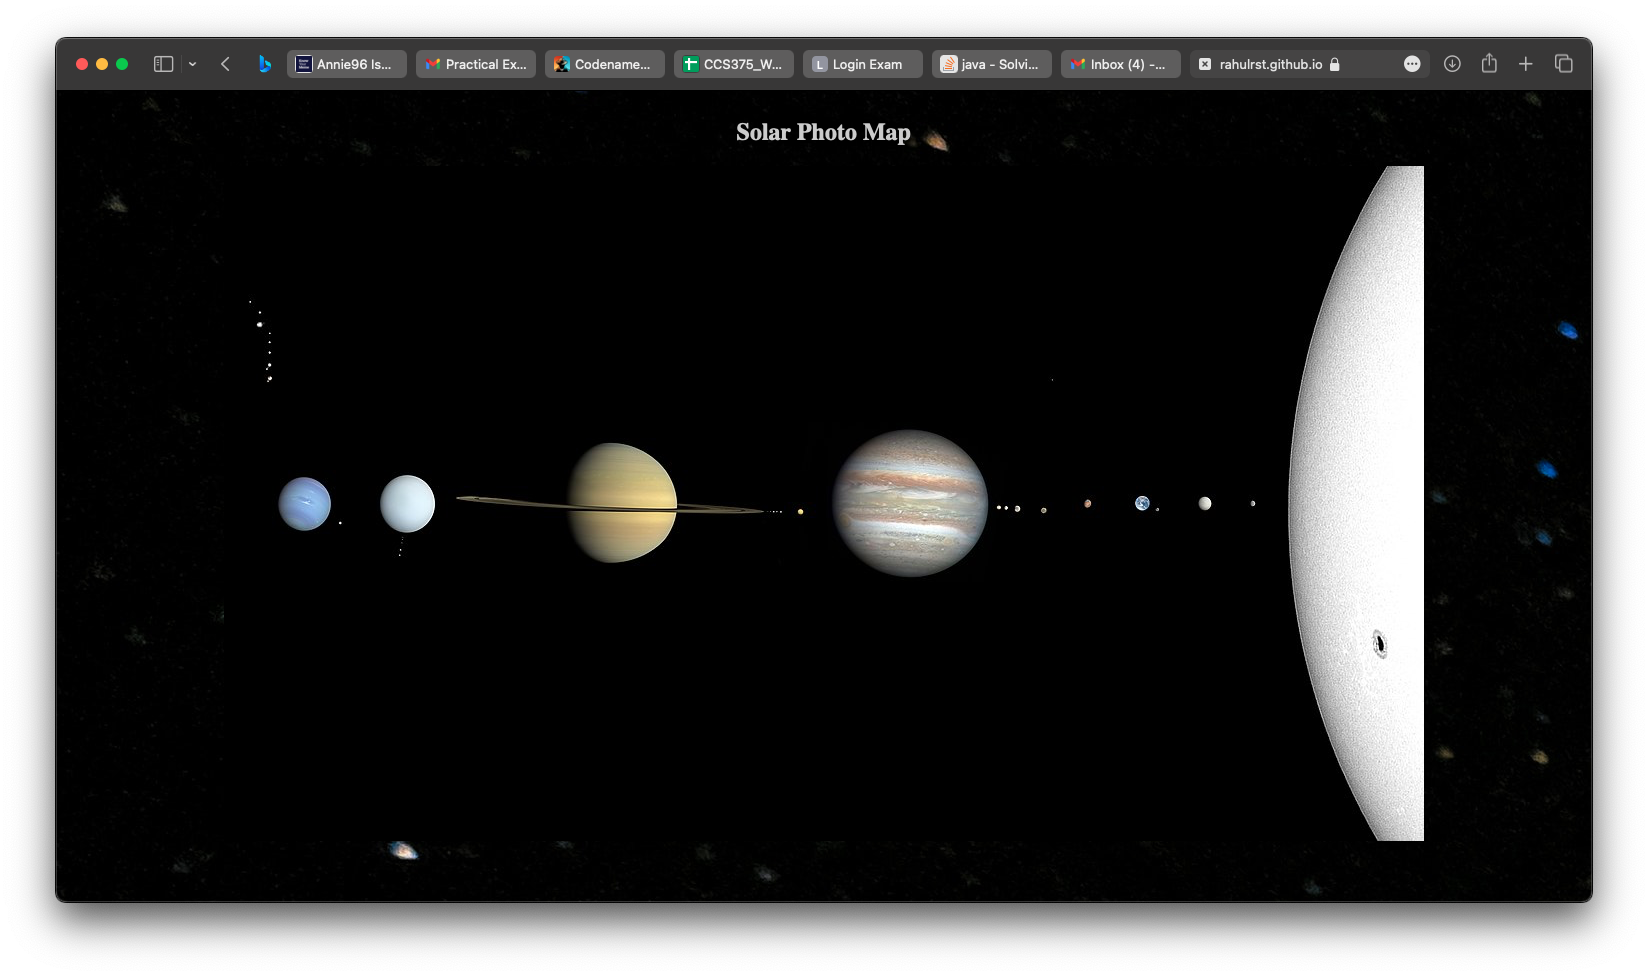 Annie96 Is...
Practical Ex...
Codename...
CCS375_W...
L Login Exam
java - Solvi...
Inbox (4) -...
rahulrst.github.io
Solar Photo Map